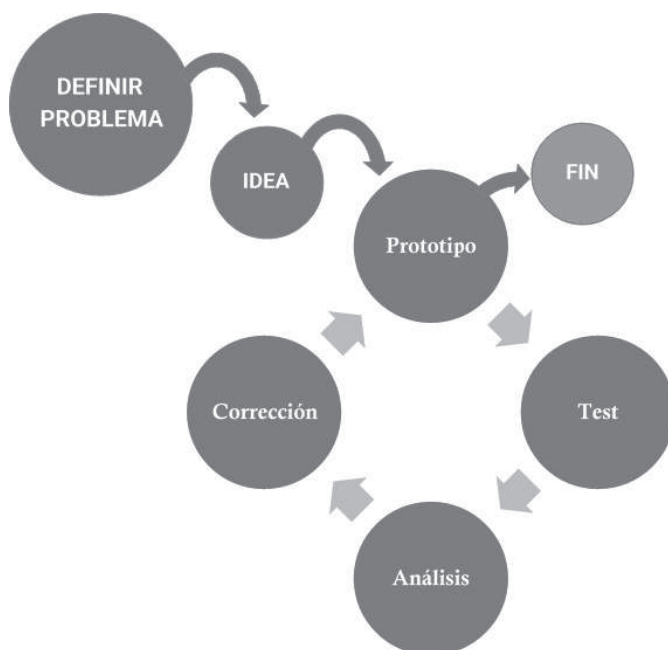 DEFINIR
PROBLEMA
IDEA
FIN
Prototipo
Corrección
Test
Análisis